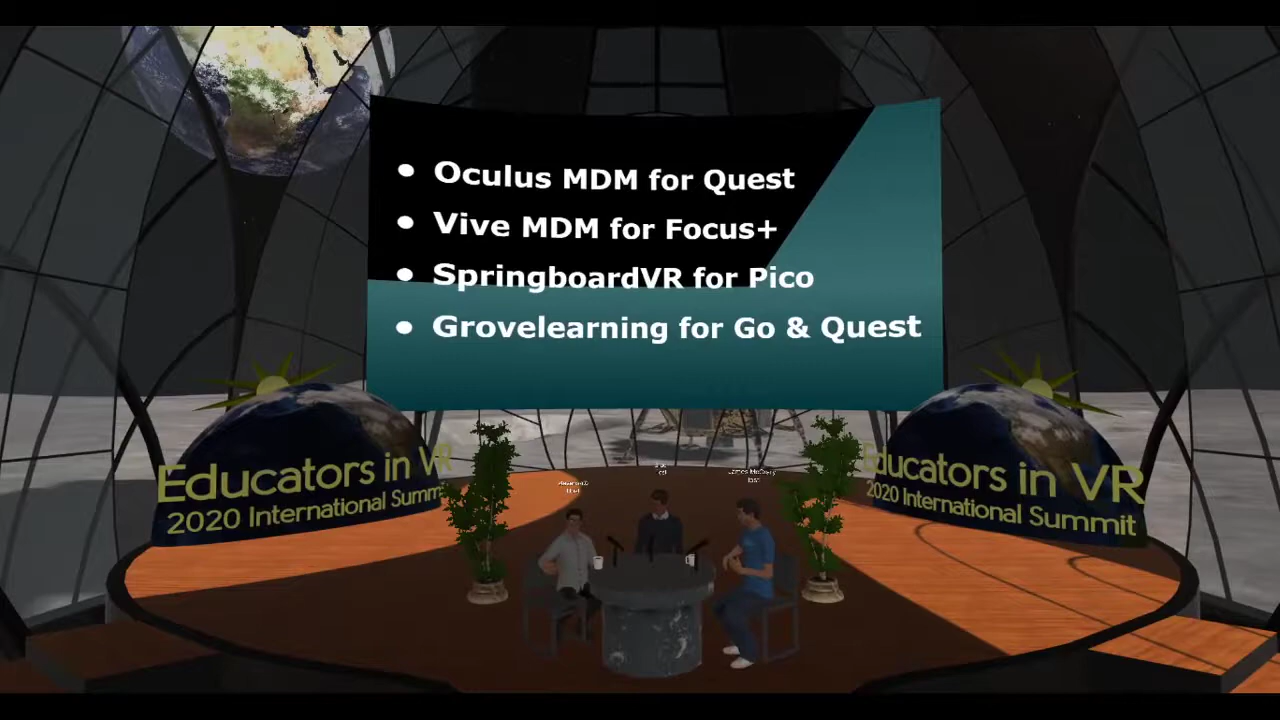 • Oculus MDM for Quest
• Vive MDM for Focus+
• SpringboardVR for Pico
• Grovelearning for Go & Quest
Educators in VR
2020 International Summit
Educators in VR
2020 International Summit